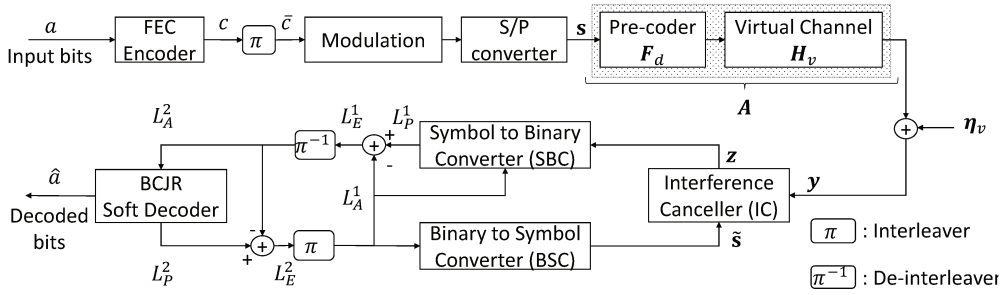 a
Input bits
FEC
Encoder
c
π
c̄
Modulation
S/P
converter
s
Pre-coder
F_d
Virtual Channel
H_v
A
+
η_v
y
L_A^2
π^{-1}
L_E^1
+
+
-
L_P^1
Symbol to Binary
Converter (SBC)
z
Interference
Canceller (IC)
s̃
â
Decoded
bits
BCJR
Soft Decoder
L_A^1
L_P^2
-
+
+
L_E^2
π
Binary to Symbol
Converter (BSC)
π : Interleaver
π^{-1} : De-interleaver